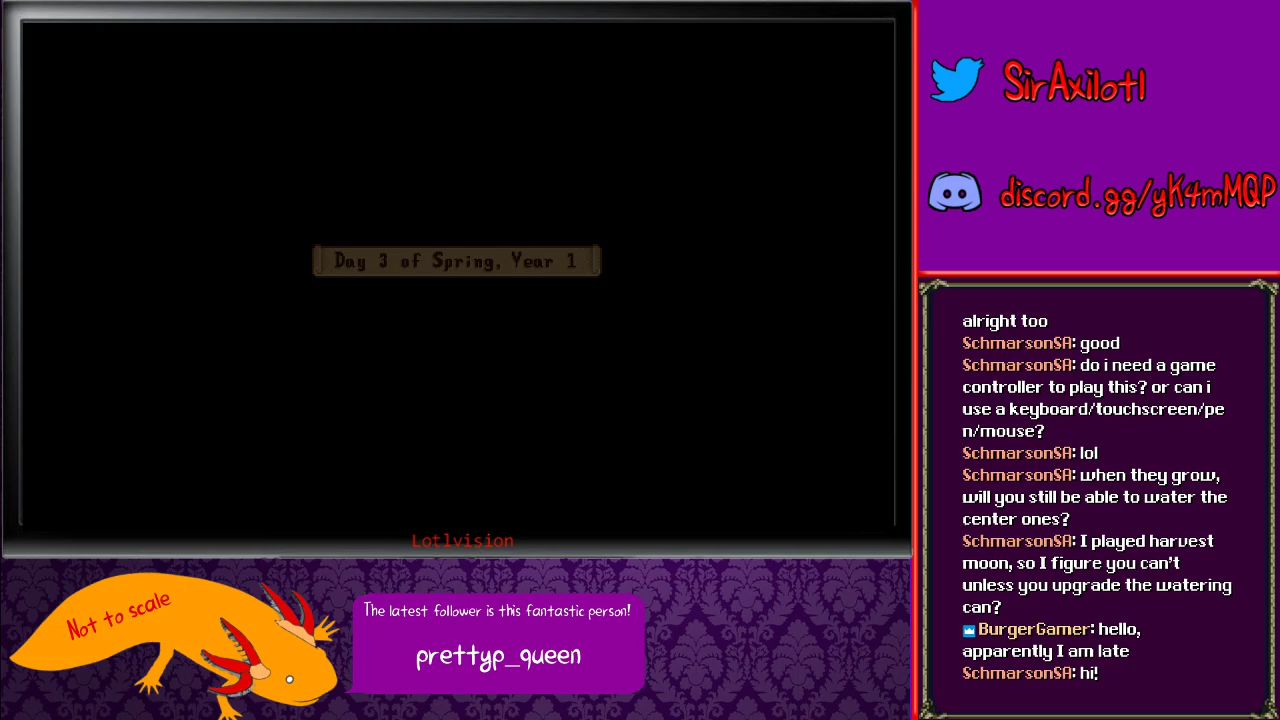 Day 3 of Spring, Year 1
Lotlvision
Not to scale
The latest follower is this fantastic person!
prettyp_queen
SirAxilotl
discord.gg/yK4mMQP
alright too
SchmarsonSA: good
SchmarsonSA: do i need a game
controller to play this? or can i
use a keyboard/touchscreen/pe
n/mouse?
SchmarsonSA: lol
SchmarsonSA: when they grow,
will you still be able to water the
center ones?
SchmarsonSA: I played harvest
moon, so I figure you can't
unless you upgrade the watering
can?
BurgerGamer: hello,
apparently I am late
SchmarsonSA: hi!